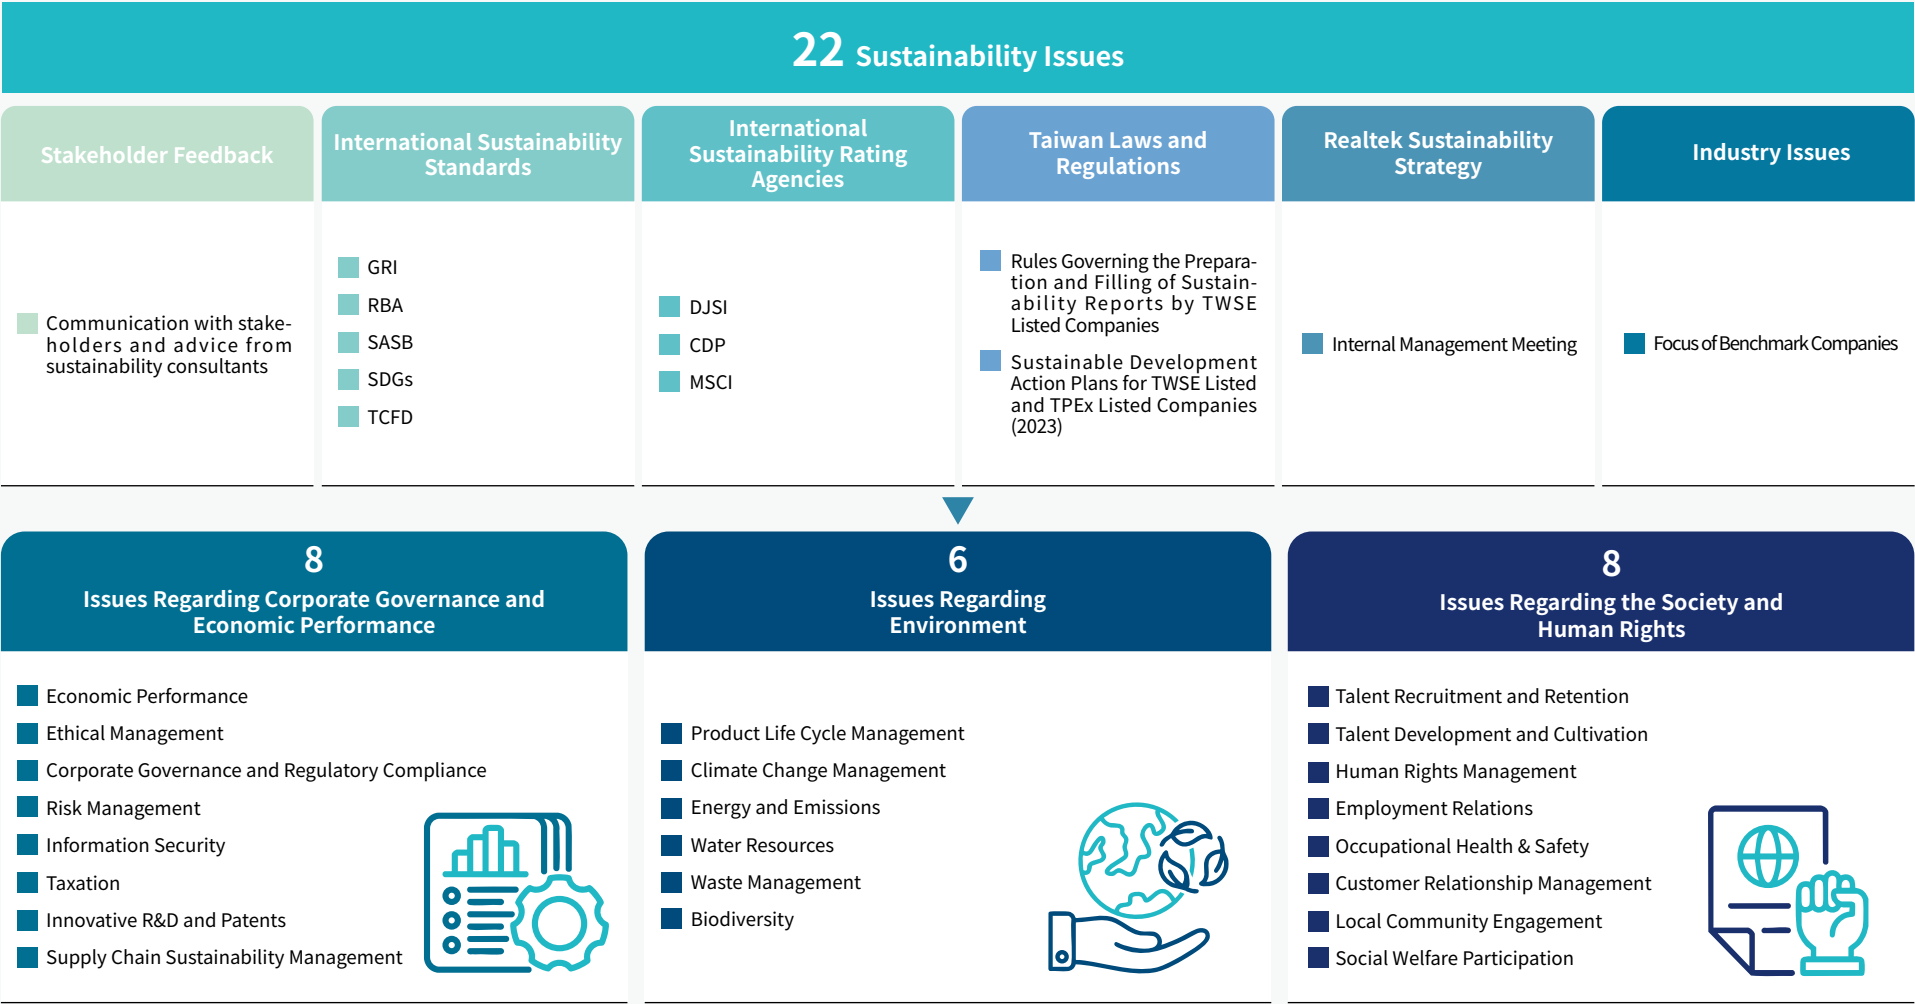 22 Sustainability Issues
Stakeholder Feedback
Communication with stake-
holders and advice from
sustainability consultants
International Sustainability
Standards
GRI
RBA
SASB
SDGs
TCFD
International
Sustainability Rating
Agencies
DJSI
CDP
MSCI
Taiwan Laws and
Regulations
Rules Governing the Prepara-
tion and Filling of Sustain-
ability Reports by TWSE
Listed Companies
Sustainable Development
Action Plans for TWSE Listed
and TPEx Listed Companies
(2023)
Realtek Sustainability
Strategy
Internal Management Meeting
Industry Issues
Focus of Benchmark Companies
8
Issues Regarding Corporate Governance and
Economic Performance
Economic Performance
Ethical Management
Corporate Governance and Regulatory Compliance
Risk Management
Information Security
Taxation
Innovative R&D and Patents
Supply Chain Sustainability Management
6
Issues Regarding
Environment
Product Life Cycle Management
Climate Change Management
Energy and Emissions
Water Resources
Waste Management
Biodiversity
8
Issues Regarding the Society and
Human Rights
Talent Recruitment and Retention
Talent Development and Cultivation
Human Rights Management
Employment Relations
Occupational Health & Safety
Customer Relationship Management
Local Community Engagement
Social Welfare Participation